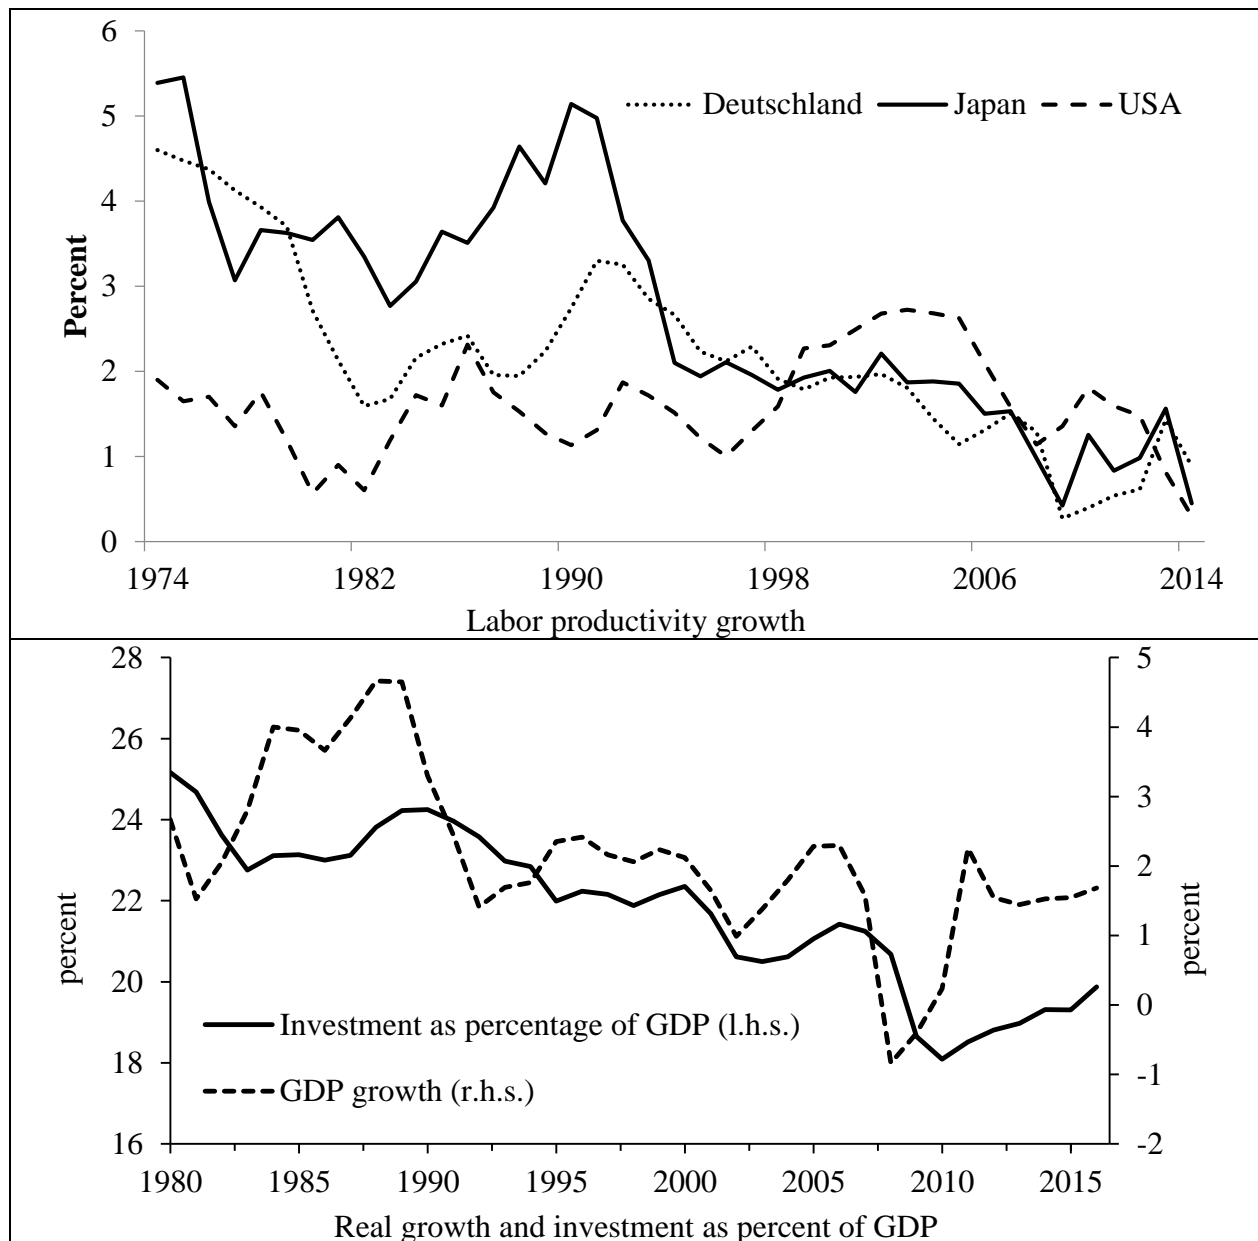 6
5
4
3
2
1
0
Percent
Deutschland Japan USA
1974 1982 1990 1998 2006 2014
Labor productivity growth
28
26
24
22
20
18
16
percent
5
4
3
2
1
0
-1
-2
percent
Investment as percentage of GDP (l.h.s.)
GDP growth (r.h.s.)
1980 1985 1990 1995 2000 2005 2010 2015
Real growth and investment as percent of GDP